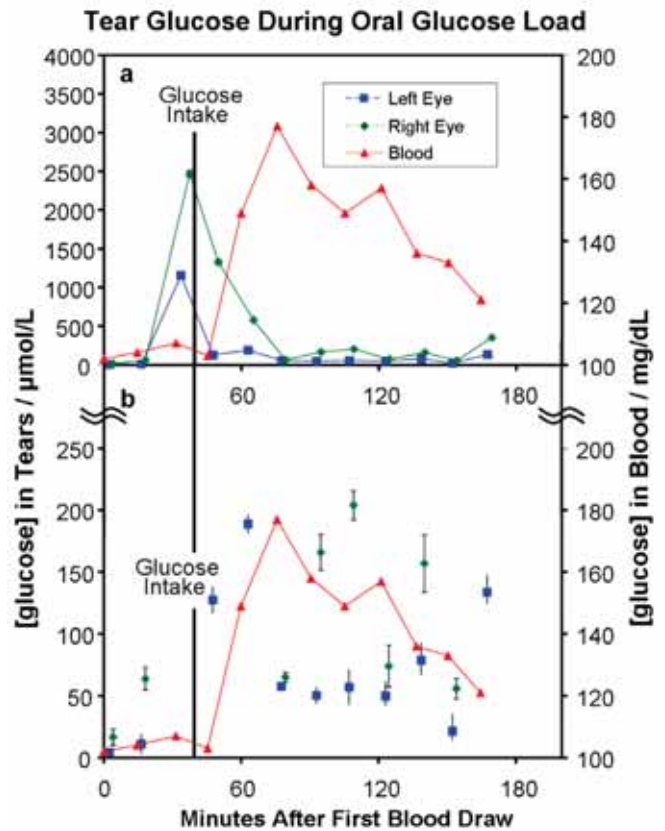 Tear Glucose During Oral Glucose Load
4000
3500
3000
2500
2000
1500
1000
500
0
200
180
160
140
120
100
a
Glucose
Intake
Left Eye
Right Eye
Blood
60
120
180
b
250
200
150
100
50
0
200
180
160
140
120
100
Glucose
Intake
0
60
120
180
Minutes After First Blood Draw
[glucose] in Tears / μmol/L
[glucose] in Blood / mg/dL